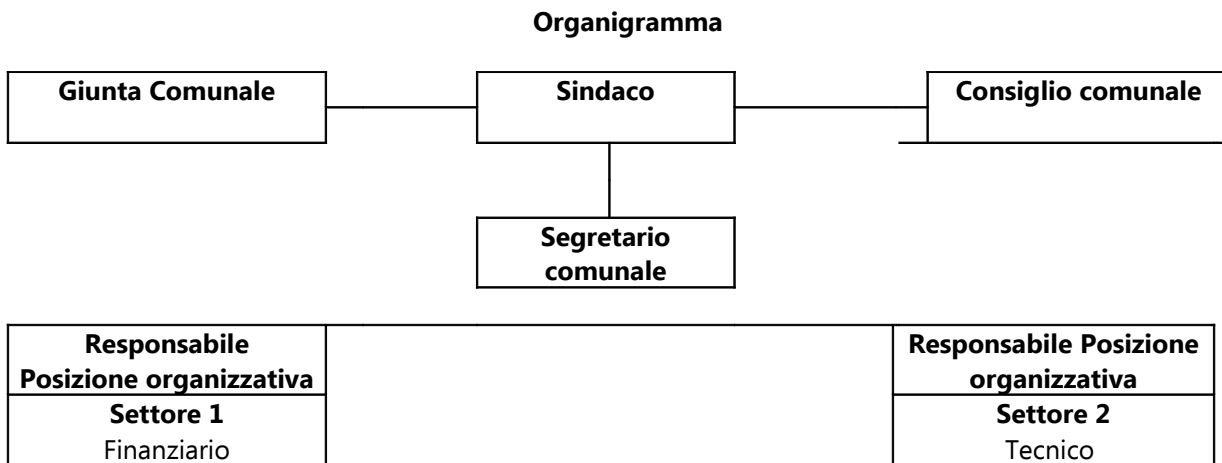 Organigramma
Giunta Comunale
Sindaco
Consiglio comunale
Segretario
comunale
Responsabile
Posizione organizzativa
Settore 1
Finanziario
Responsabile Posizione
organizzativa
Settore 2
Tecnico